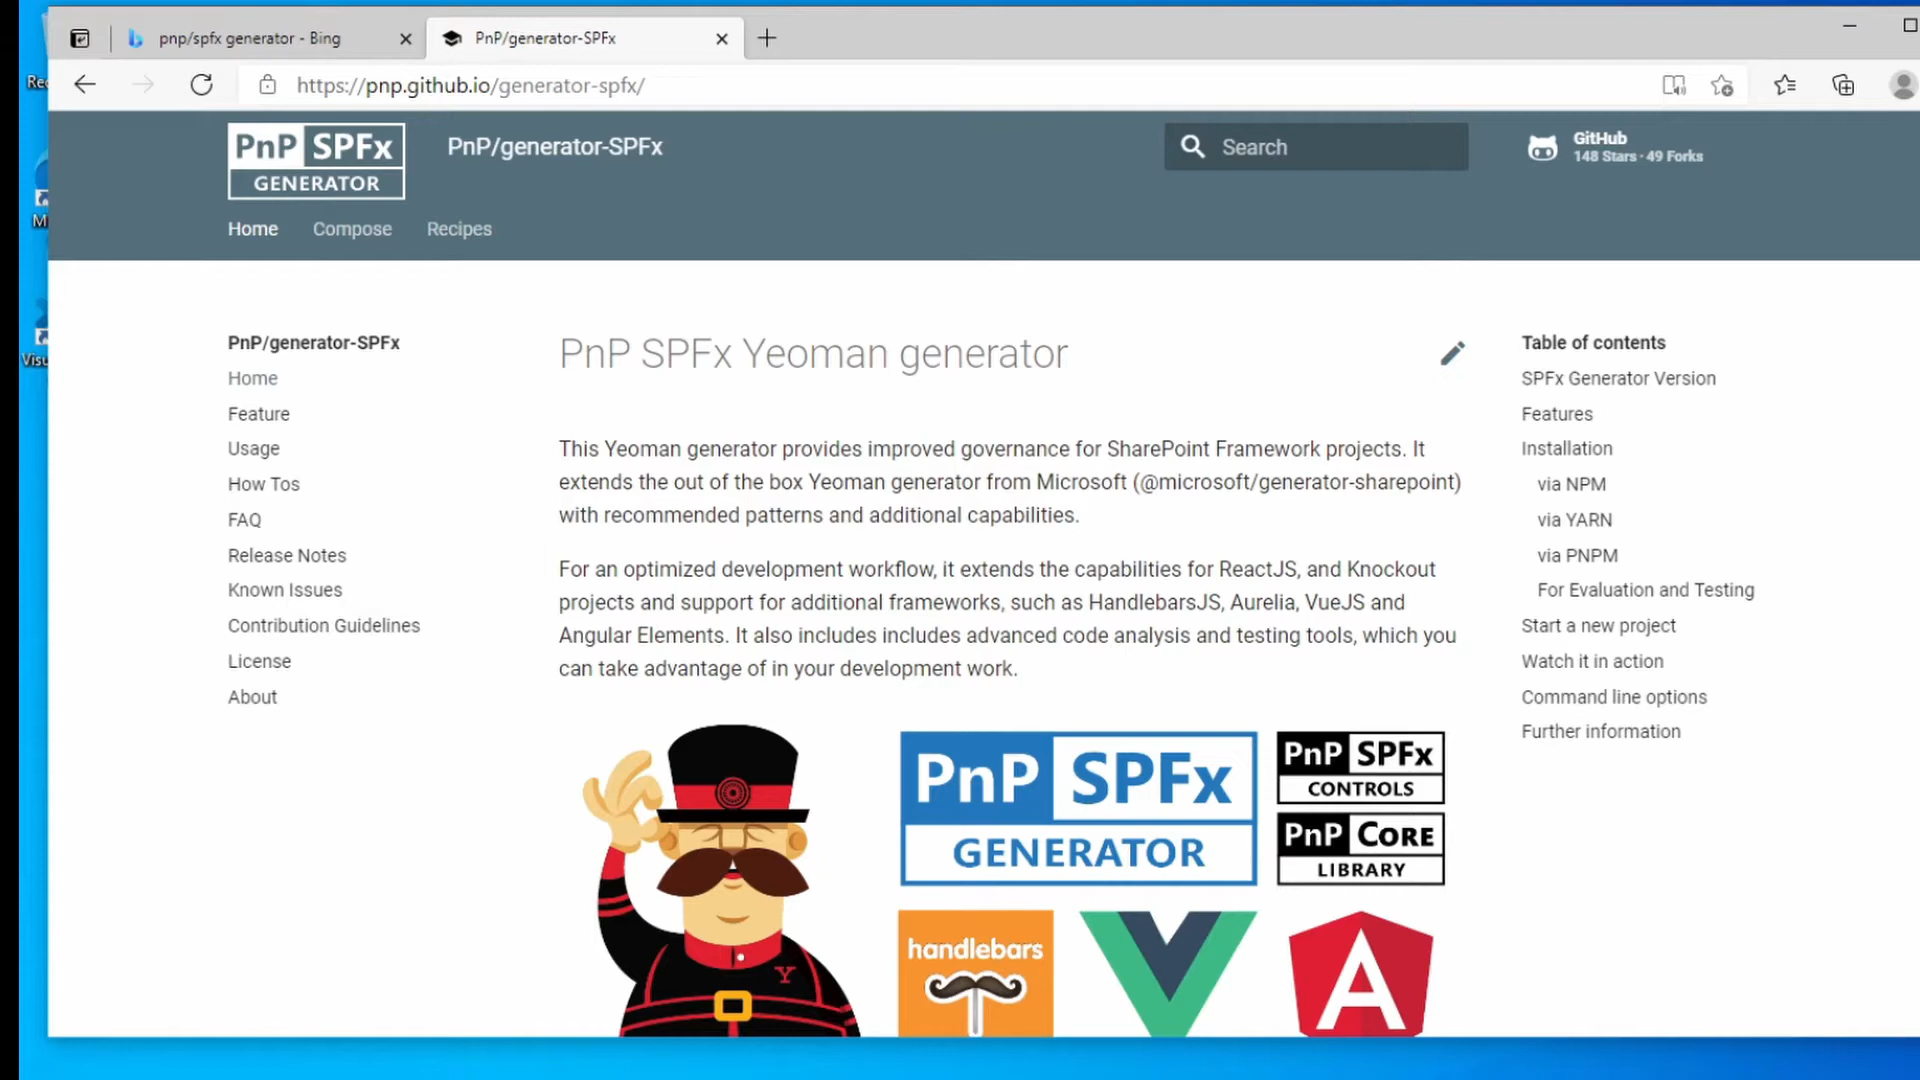 pnp/spfx generator - Bing
PnP/generator-SPFx
https://pnp.github.io/generator-spfx/
PnP SPFx
GENERATOR
PnP/generator-SPFx
Search
GitHub
148 Stars · 49 Forks
Home Compose Recipes
PnP/generator-SPFx
Home
Feature
Usage
How Tos
FAQ
Release Notes
Known Issues
Contribution Guidelines
License
About
PnP SPFx Yeoman generator
This Yeoman generator provides improved governance for SharePoint Framework projects. It
extends the out of the box Yeoman generator from Microsoft (@microsoft/generator-sharepoint)
with recommended patterns and additional capabilities.
For an optimized development workflow, it extends the capabilities for ReactJS, and Knockout
projects and support for additional frameworks, such as HandlebarsJS, Aurelia, VueJS and
Angular Elements. It also includes includes advanced code analysis and testing tools, which you
can take advantage of in your development work.
PnP SPFx
GENERATOR
PnP SPFx
CONTROLS
PnP Core
LIBRARY
handlebars
A
Y
Table of contents
SPFx Generator Version
Features
Installation
via NPM
via YARN
via PNPM
For Evaluation and Testing
Start a new project
Watch it in action
Command line options
Further information